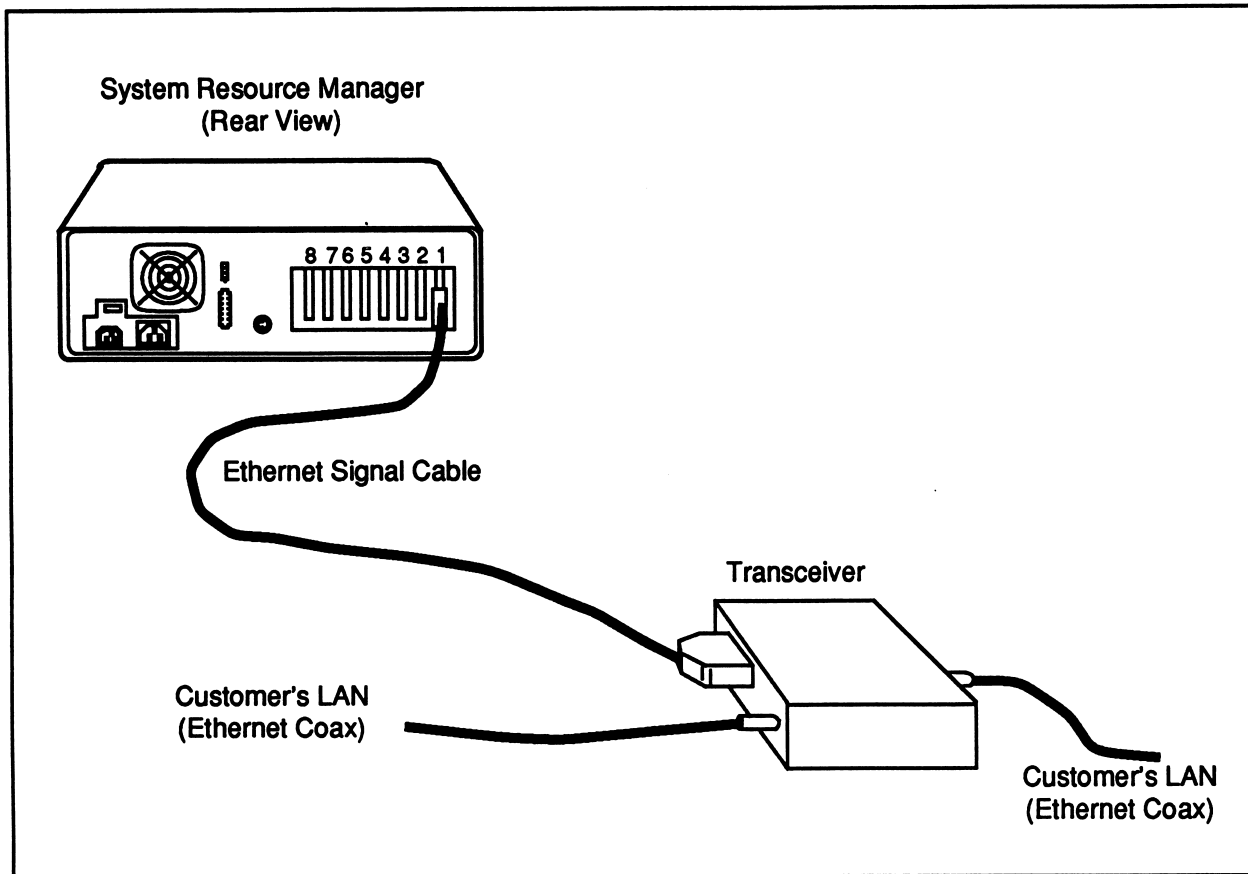 System Resource Manager
(Rear View)
8 7 6 5 4 3 2 1
Ethernet Signal Cable
Transceiver
Customer's LAN
(Ethernet Coax)
Customer's LAN
(Ethernet Coax)